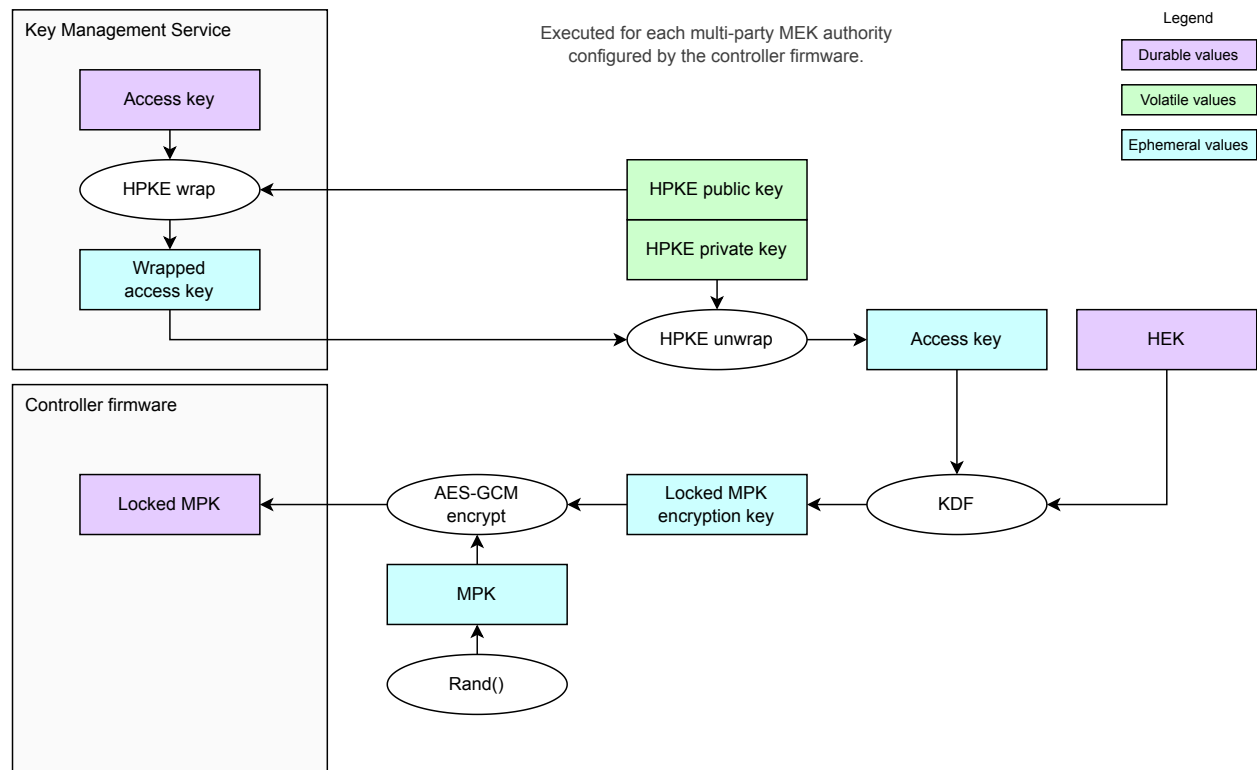 Key Management Service
Executed for each multi-party MEK authority
configured by the controller firmware.
Legend
Durable values
Volatile values
Ephemeral values
Access key
HPKE wrap
Wrapped
access key
HPKE public key
HPKE private key
HPKE unwrap
Access key
HEK
Controller firmware
Locked MPK
AES-GCM
encrypt
Locked MPK
encryption key
KDF
MPK
Rand()